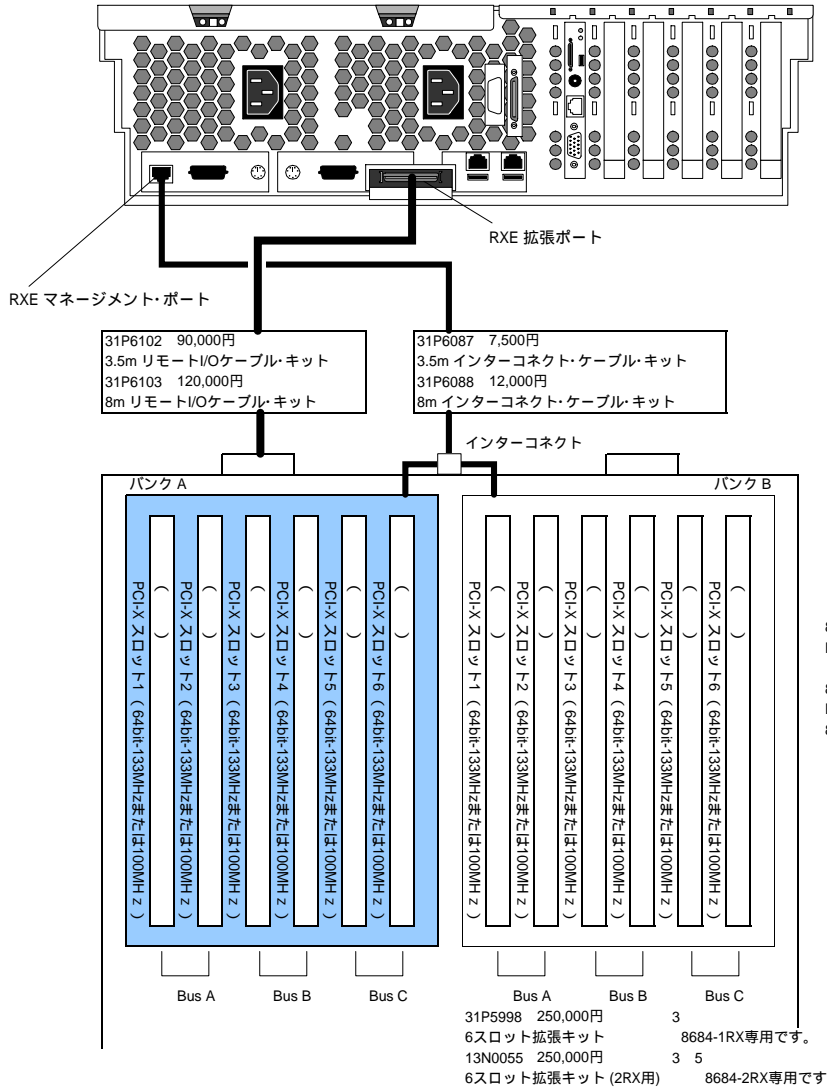 RXE 拡張ポート
RXE マネージメント・ポート
31P6102 90,000円
3.5m リモートI/Oケーブル・キット
31P6103 120,000円
8m リモートI/Oケーブル・キット
31P6087 7,500円
3.5m インターコネクト・ケーブル・キット
31P6088 12,000円
8m インターコネクト・ケーブル・キット
インターコネクト
バンク A
バンク B
PCI-X スロット1 (64bit-133MHzまたは100MHz)
( )
PCI-X スロット2 (64bit-133MHzまたは100MHz)
( )
PCI-X スロット3 (64bit-133MHzまたは100MHz)
( )
PCI-X スロット4 (64bit-133MHzまたは100MHz)
( )
PCI-X スロット5 (64bit-133MHzまたは100MHz)
( )
PCI-X スロット6 (64bit-133MHzまたは100MHz)
( )
PCI-X スロット1 (64bit-133MHzまたは100MHz)
( )
PCI-X スロット2 (64bit-133MHzまたは100MHz)
( )
PCI-X スロット3 (64bit-133MHzまたは100MHz)
( )
PCI-X スロット4 (64bit-133MHzまたは100MHz)
( )
PCI-X スロット5 (64bit-133MHzまたは100MHz)
( )
PCI-X スロット6 (64bit-133MHzまたは100MHz)
( )
Bus A Bus B Bus C
Bus A Bus B Bus C
31P5998 250,000円 3
6スロット拡張キット 8684-1RX専用です。
13N0055 250,000円 3 5
6スロット拡張キット (2RX用) 8684-2RX専用です